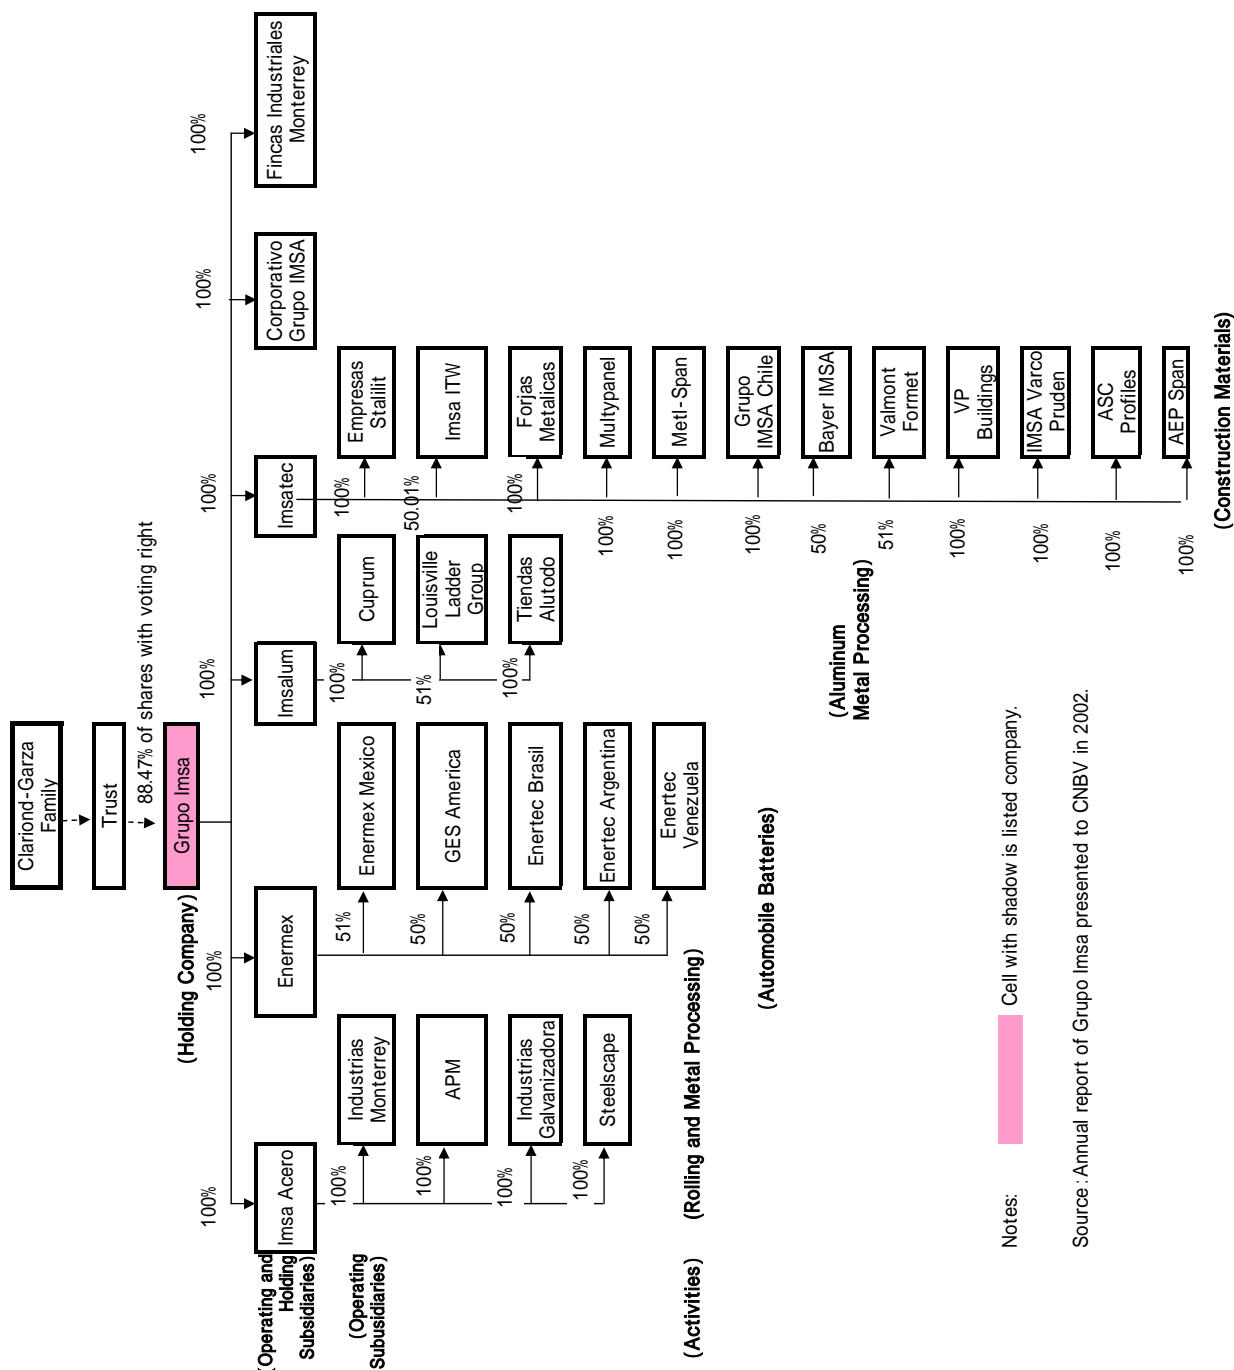 Clariond-Garza
Family
Trust
88.47% of shares with voting right
Grupo Imsa
(Holding Company)
100%
100%
100%
100%
100%
100%
(Operating and
Holding
Subsidiaries)
Imsa Acero
Enermex
Imsalum
Imsatec
Corporativo
Grupo IMSA
Fincas Industriales
Monterrey
(Operating
Subusidiaries)
100%
Industrias
Monterrey
100%
APM
100%
Industrias
Galvanizadora
100%
Steelscape
51%
Enermex Mexico
50%
GES America
50%
Enertec Brasil
50%
Enertec Argentina
50%
Enertec
Venezuela
100%
Cuprum
51%
Louisville
Ladder
Group
100%
Tiendas
Alutodo
100%
Empresas
Stallit
50.01%
Imsa ITW
100%
Forjas
Metalicas
100%
Multypanel
100%
Metl-Span
100%
Grupo
IMSA Chile
50%
Bayer IMSA
51%
Valmont
Formet
100%
VP
Buildings
100%
IMSA Varco
Pruden
100%
ASC
Profiles
100%
AEP Span
(Activities)
(Rolling and Metal Processing)
(Automobile Batteries)
(Aluminum
Metal Processing)
(Construction Materials)
Notes:
Cell with shadow is listed company.
Source : Annual report of Grupo Imsa presented to CNBV in 2002.